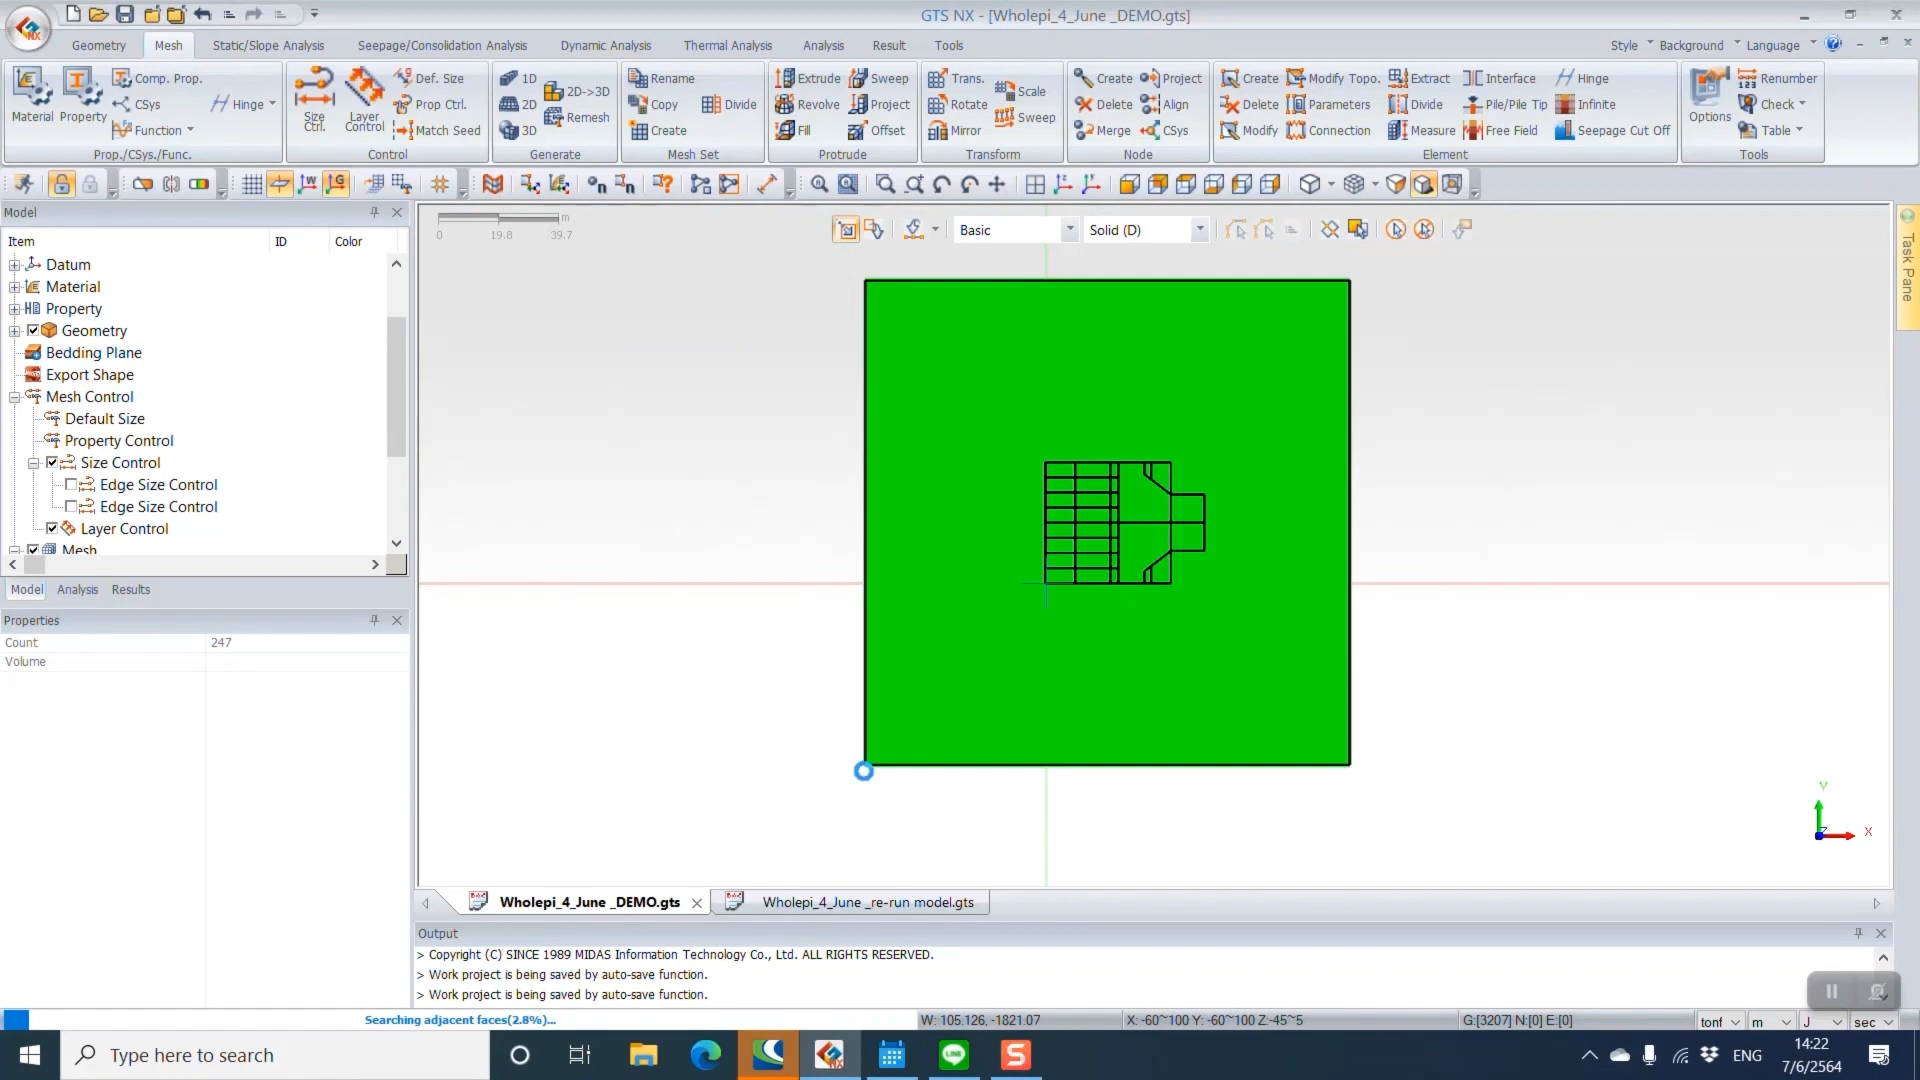 GTS NX - [Wholepi_4_June _DEMO.gts]
Geometry Mesh Static/Slope Analysis Seepage/Consolidation Analysis Dynamic Analysis Thermal Analysis Analysis Result Tools Style Background Language
Comp. Prop. Def. Size 1D Rename Extrude Sweep Trans. Create Project Create Modify Topo. Extract Interface Hinge Renumber
2D->3D Scale
CSys Hinge Prop Ctrl. 2D Copy Divide Revolve Project Rotate Delete Align Delete Parameters Divide Pile/Pile Tip Infinite Check
Material Property Size Ctrl. Layer Control Remesh Sweep Options
Function Match Seed 3D Create Fill Offset Mirror Merge CSys Modify Connection Measure Free Field Seepage Cut Off Table
Prop./CSys./Func. Control Generate Mesh Set Protrude Transform Node Element Tools
Model
Item ID Color
Datum
Material
Property
Geometry
Bedding Plane
Export Shape
Mesh Control
Default Size
Property Control
Size Control
Edge Size Control
Edge Size Control
Layer Control
Mesh
Model Analysis Results
Properties
Count 247
Volume
m
0 19.8 39.7
Basic Solid (D)
Task Pane
Y
Z
X
Wholepi_4_June _DEMO.gts Wholepi_4_June _re-run model.gts
Output
> Copyright (C) SINCE 1989 MIDAS Information Technology Co., Ltd. ALL RIGHTS RESERVED.
> Work project is being saved by auto-save function.
> Work project is being saved by auto-save function.
Searching adjacent faces(2.8%)... W: 105.126, -1821.07 X: -60~100 Y: -60~100 Z:-45~5 G:[3207] N:[0] E:[0] tonf m J sec
Type here to search
LINE
S
ENG
14:22
7/6/2564